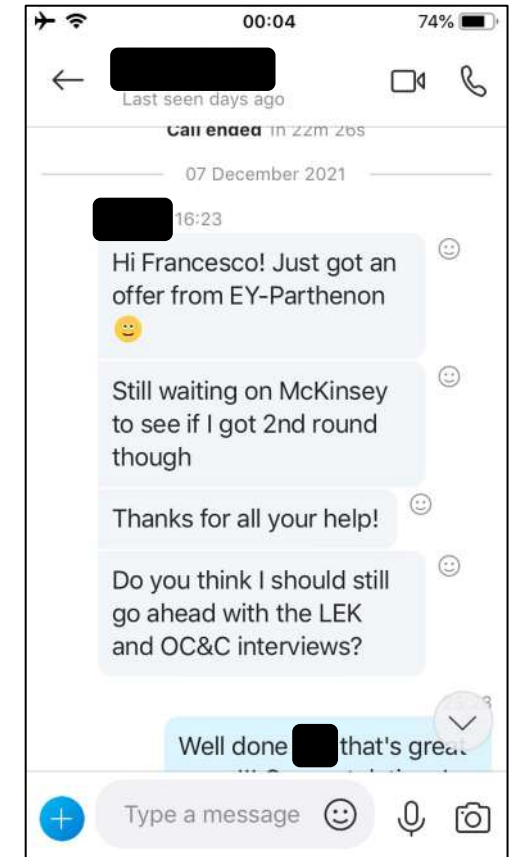 00:04
74%
Last seen days ago
Call ended in 22m 26s
07 December 2021
16:23
Hi Francesco! Just got an
offer from EY-Parthenon
Still waiting on McKinsey
to see if I got 2nd round
though
Thanks for all your help!
Do you think I should still
go ahead with the LEK
and OC&C interviews?
Well done that's great
Type a message